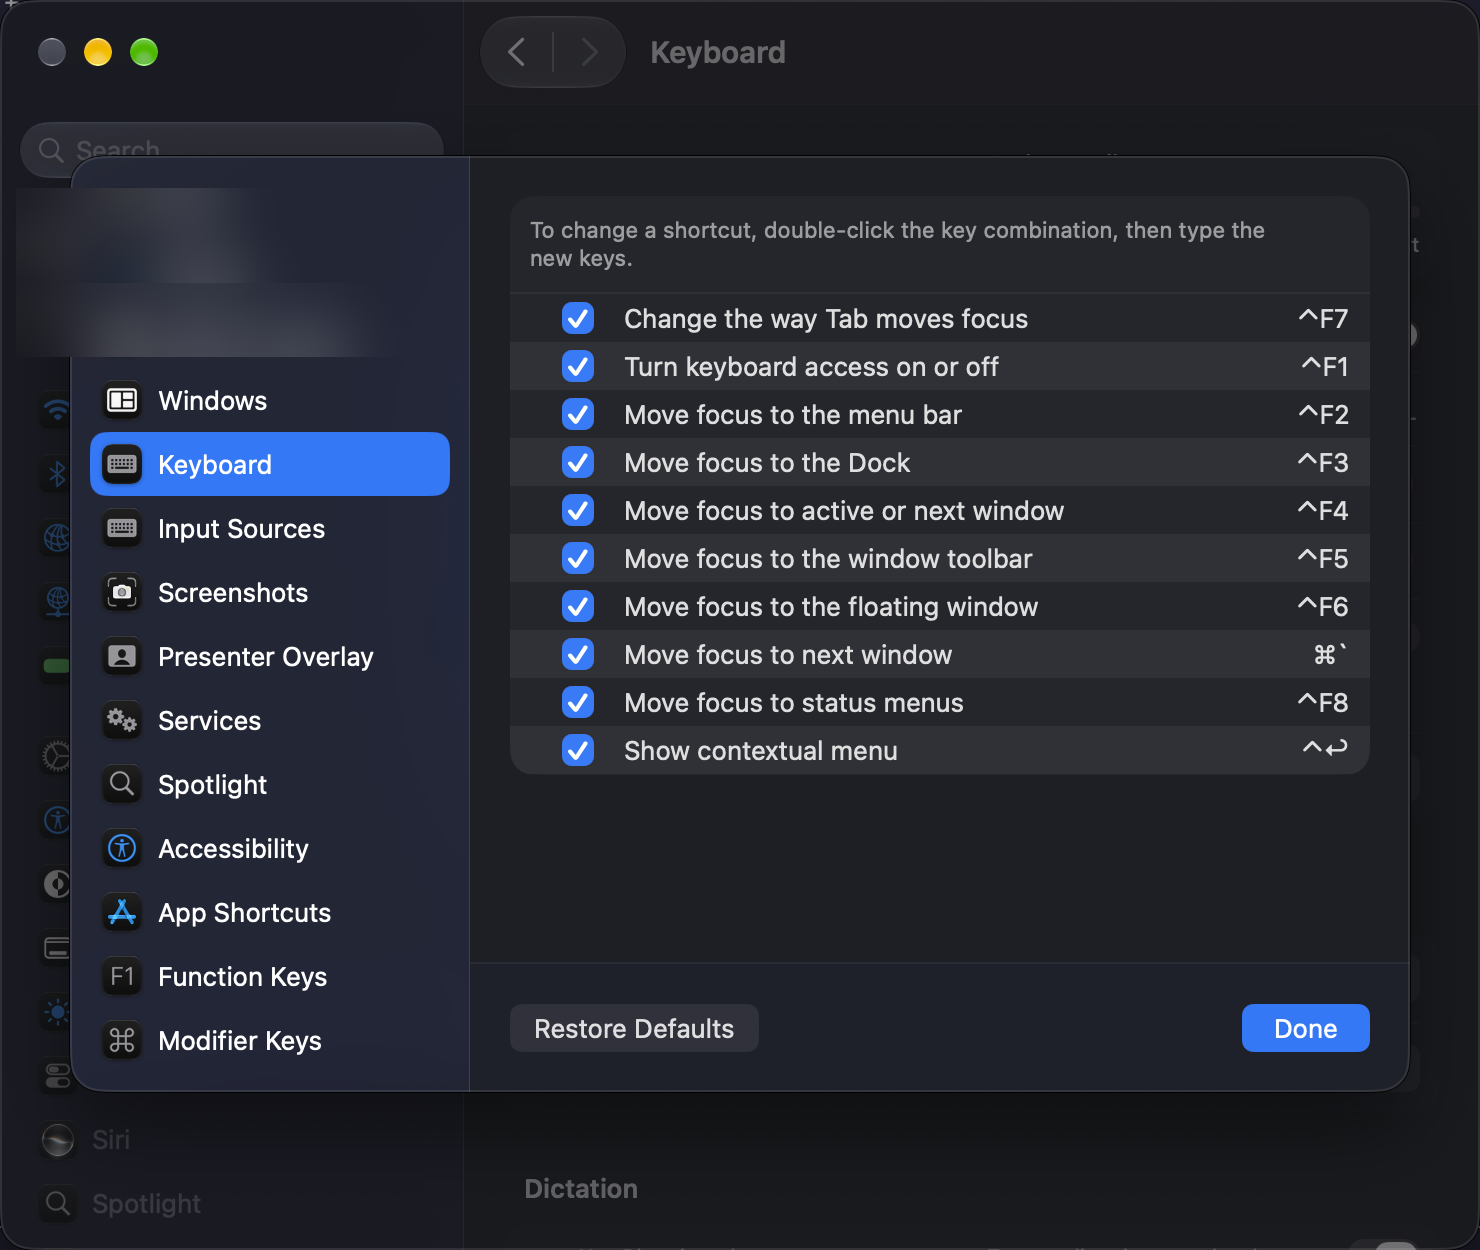 Keyboard
Search
To change a shortcut, double-click the key combination, then type the
new keys.
Change the way Tab moves focus ^F7
Turn keyboard access on or off ^F1
Move focus to the menu bar ^F2
Move focus to the Dock ^F3
Move focus to active or next window ^F4
Move focus to the window toolbar ^F5
Move focus to the floating window ^F6
Move focus to next window ⌘`
Move focus to status menus ^F8
Show contextual menu ^↩
Windows
Keyboard
Input Sources
Screenshots
Presenter Overlay
Services
Spotlight
Accessibility
App Shortcuts
F1 Function Keys
⌘ Modifier Keys
Restore Defaults
Done
Siri
Spotlight
Dictation